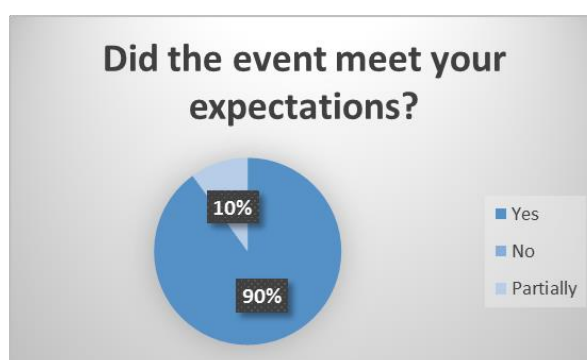 Did the event meet your
expectations?
10%
90%
Yes
No
Partially